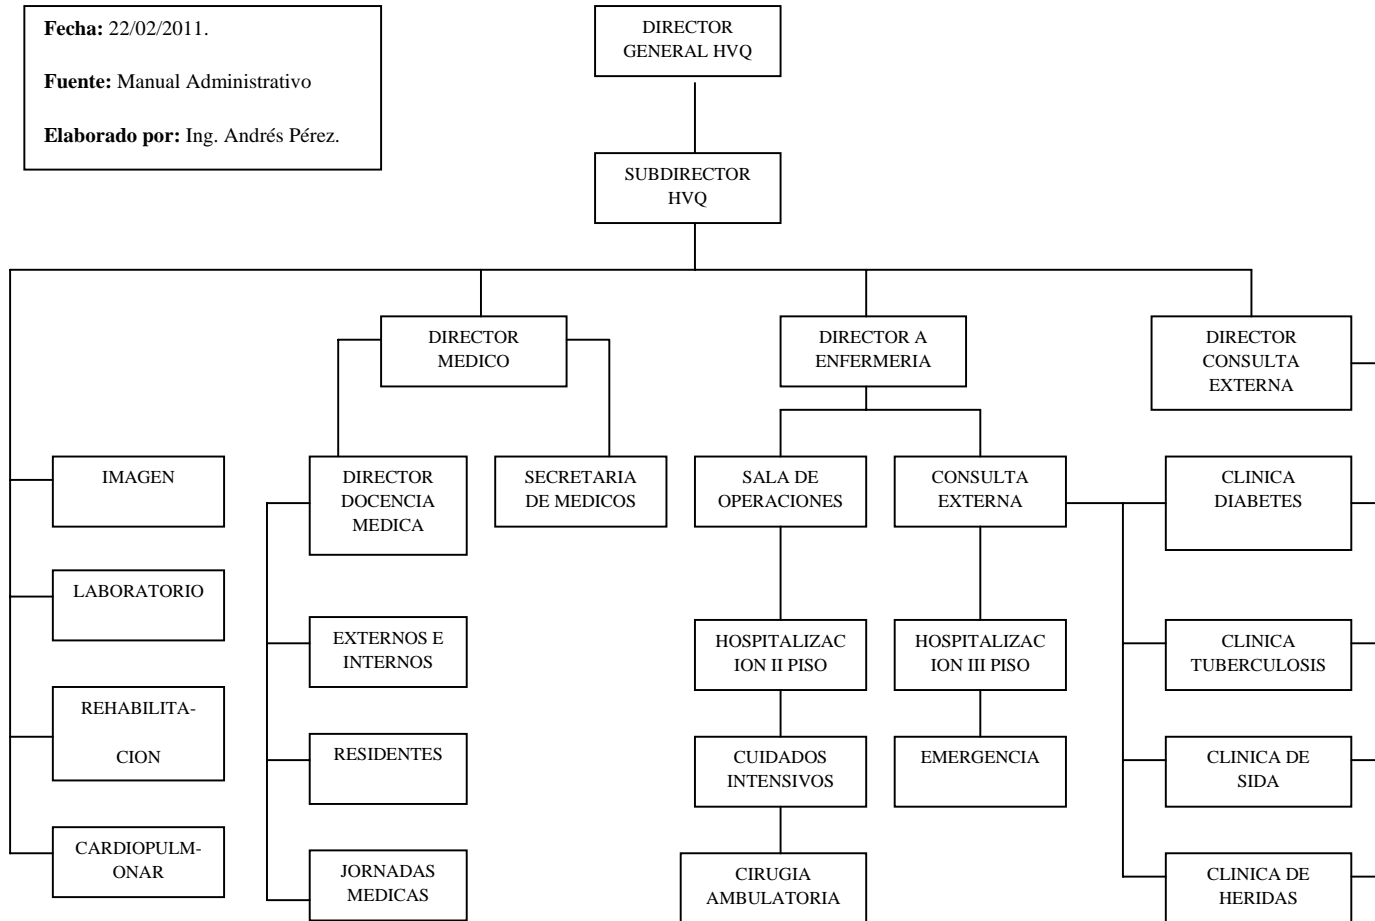 Fecha: 22/02/2011.
Fuente: Manual Administrativo
Elaborado por: Ing. Andrés Pérez.
DIRECTOR
GENERAL HVQ
SUBDIRECTOR
HVQ
DIRECTOR
MEDICO
DIRECTOR A
ENFERMERIA
DIRECTOR
CONSULTA
EXTERNA
IMAGEN
DIRECTOR
DOCENCIA
MEDICA
SECRETARIA
DE MEDICOS
SALA DE
OPERACIONES
CONSULTA
EXTERNA
CLINICA
DIABETES
LABORATORIO
EXTERNOS E
INTERNOS
HOSPITALIZAC
ION II PISO
HOSPITALIZAC
ION III PISO
CLINICA
TUBERCULOSIS
REHABILITA-
CION
RESIDENTES
CUIDADOS
INTENSIVOS
EMERGENCIA
CLINICA DE
SIDA
CARDIOPULM-
ONAR
JORNADAS
MEDICAS
CIRUGIA
AMBULATORIA
CLINICA DE
HERIDAS